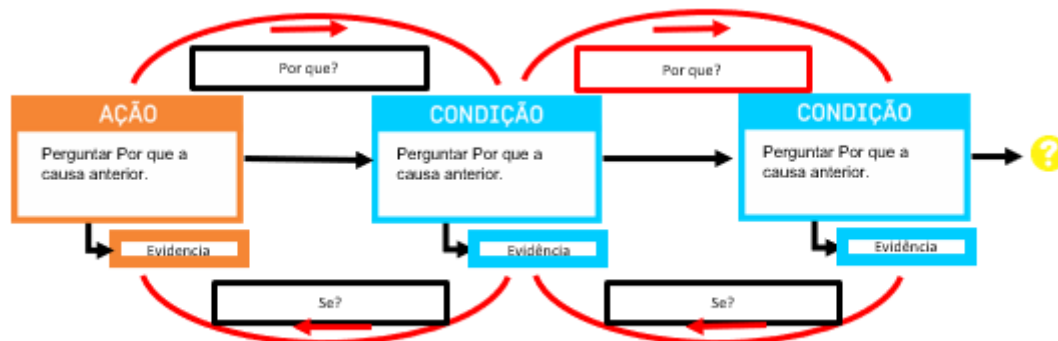 Por que?
Por que?
AÇÃO
Perguntar Por que a
causa anterior.
CONDIÇÃO
Perguntar Por que a
causa anterior.
CONDIÇÃO
Perguntar Por que a
causa anterior.
?
Evidencia
Evidência
Evidência
Se?
Se?